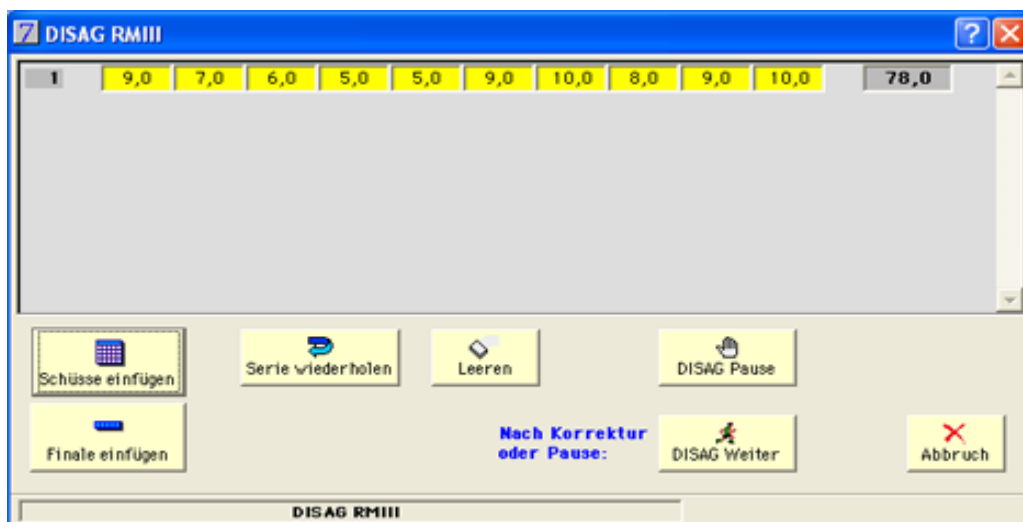 DISAG RMIII
1 9,0 7,0 6,0 5,0 5,0 9,0 10,0 8,0 9,0 10,0 78,0
Schüsse einfügen Serie wiederholen Leeren DISAG Pause
Finale einfügen Nach Korrektur oder Pause: DISAG Weiter Abbruch
DISAG RMIII